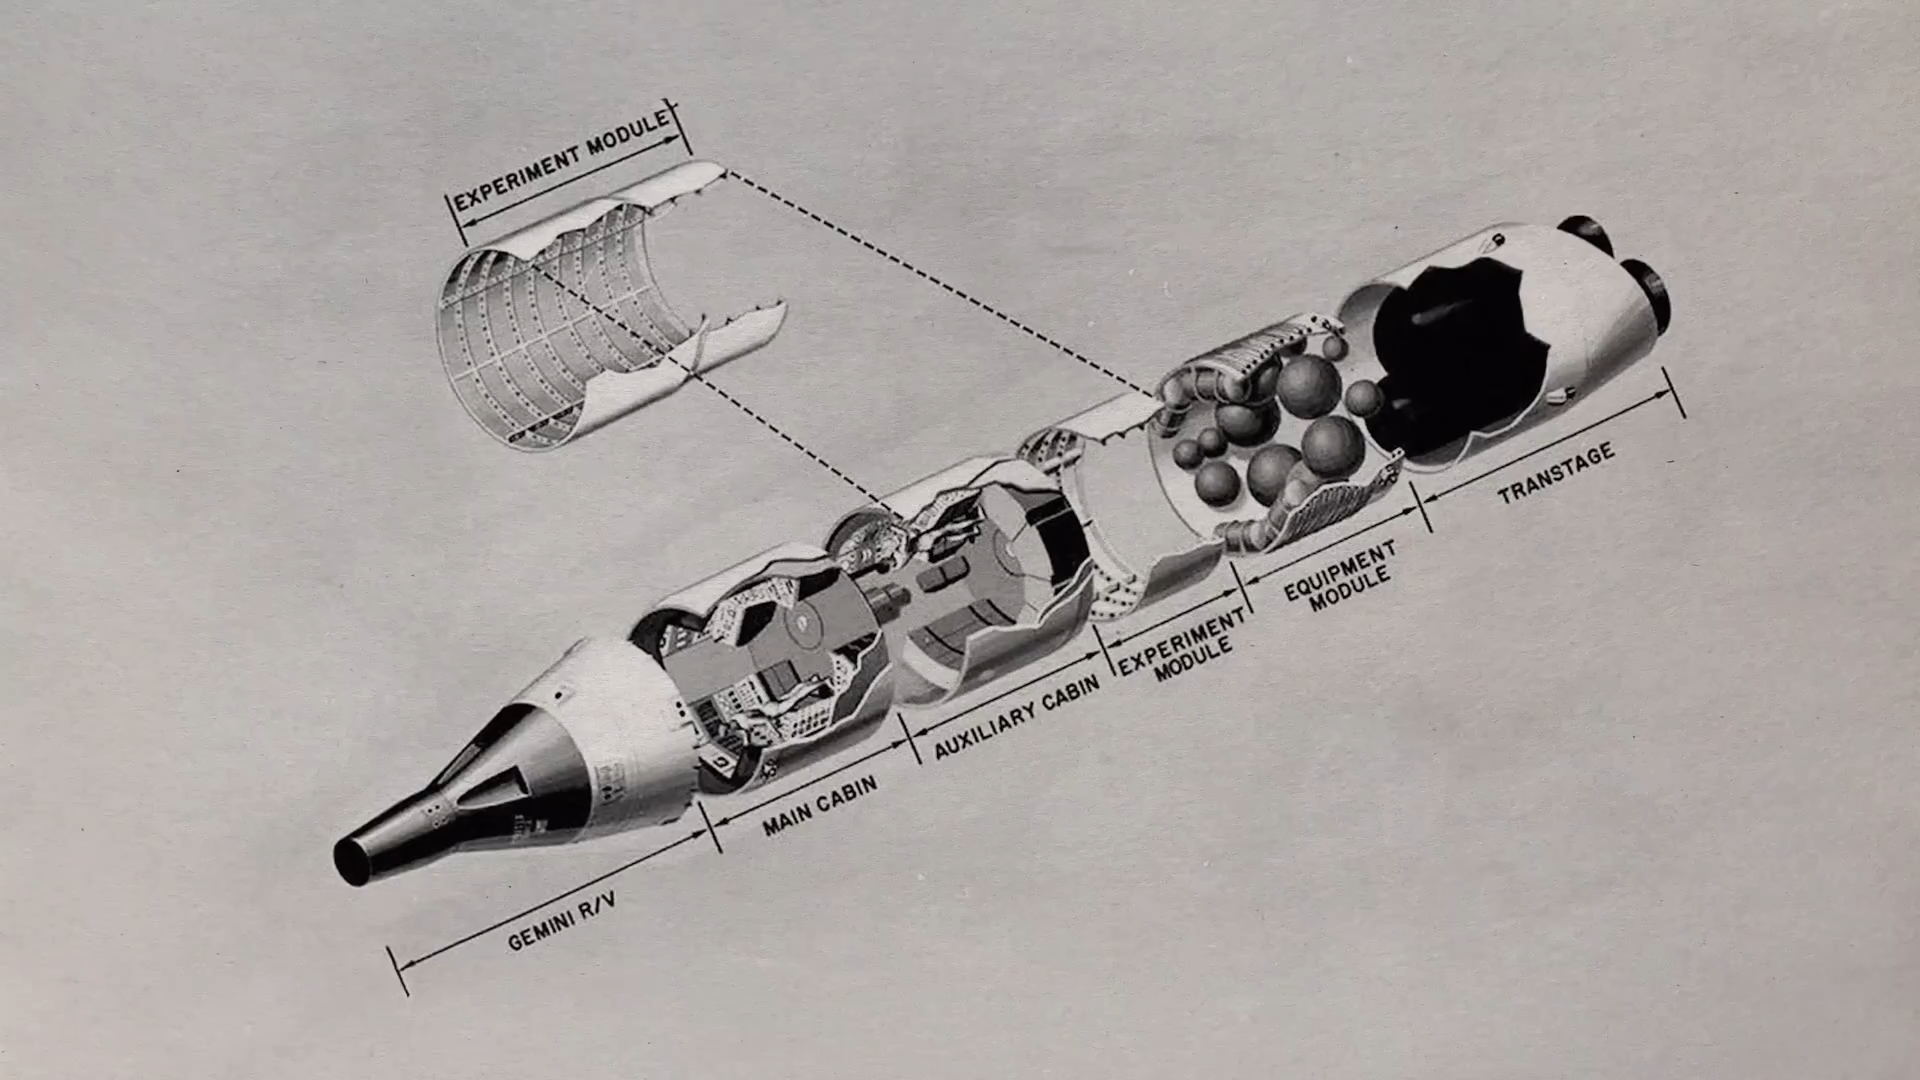 EXPERIMENT MODULE
TRANSTAGE
EQUIPMENT
MODULE
EXPERIMENT
MODULE
AUXILIARY CABIN
MAIN CABIN
GEMINI R/V